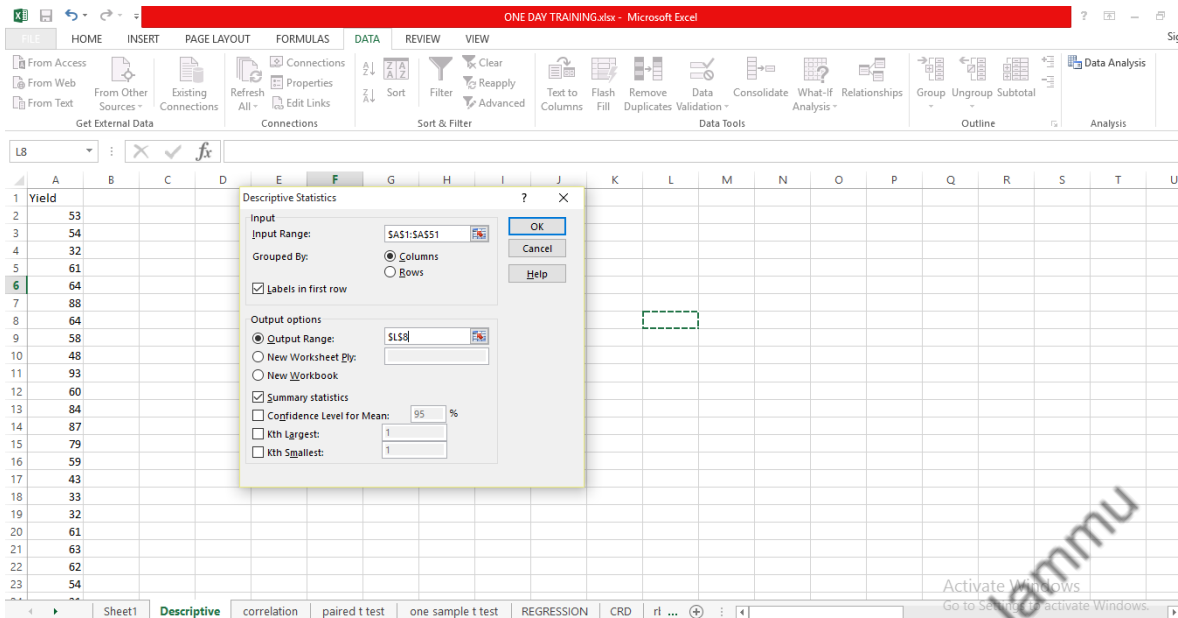 ONE DAY TRAINING.xlsx - Microsoft Excel
FILE HOME INSERT PAGE LAYOUT FORMULAS DATA REVIEW VIEW
From Access
From Web
From Text
From Other Sources
Existing Connections
Get External Data
Refresh All
Connections
Properties
Edit Links
Connections
Sort
Filter
Clear
Reapply
Advanced
Sort & Filter
Text to Columns
Flash Fill
Remove Duplicates
Data Validation
Consolidate
What-If Analysis
Relationships
Data Tools
Group
Ungroup
Subtotal
Outline
Data Analysis
Analysis
L8 fx
A B C D E F G H I J K L M N O P Q R S T U
1 Yield
2 53
3 54
4 32
5 61
6 64
7 88
8 64
9 58
10 48
11 93
12 60
13 84
14 87
15 79
16 59
17 43
18 33
19 32
20 61
21 63
22 62
23 54
Descriptive Statistics ?
Input
Input Range: $A$1:$A$51
Grouped By: Columns
Rows
Labels in first row
OK
Cancel
Help
Output options
Output Range: $L$8
New Worksheet Ply:
New Workbook
Summary statistics
Confidence Level for Mean: 95 %
Kth Largest: 1
Kth Smallest: 1
Activate Windows
Go to Settings to activate Windows.
Sheet1 Descriptive correlation paired t test one sample t test REGRESSION CRD ...